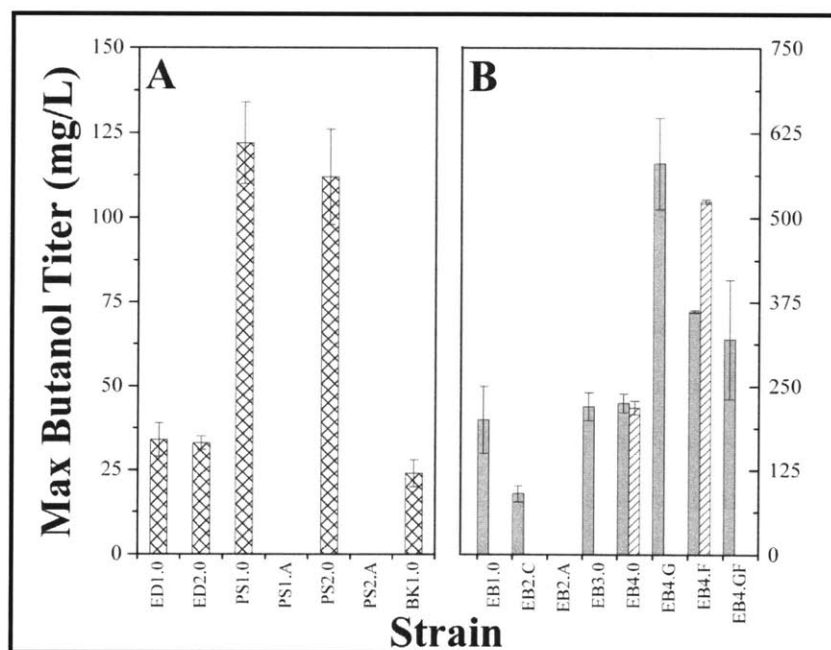 A
B
Max Butanol Titer (mg/L)
150
125
100
75
50
25
0
750
625
500
375
250
125
0
ED1.0
ED2.0
PS1.0
PS1.A
PS2.0
PS2.A
BK1.0
EB1.0
EB2.C
EB2.A
EB3.0
EB4.0
EB4.G
EB4.F
EB4.GF
Strain